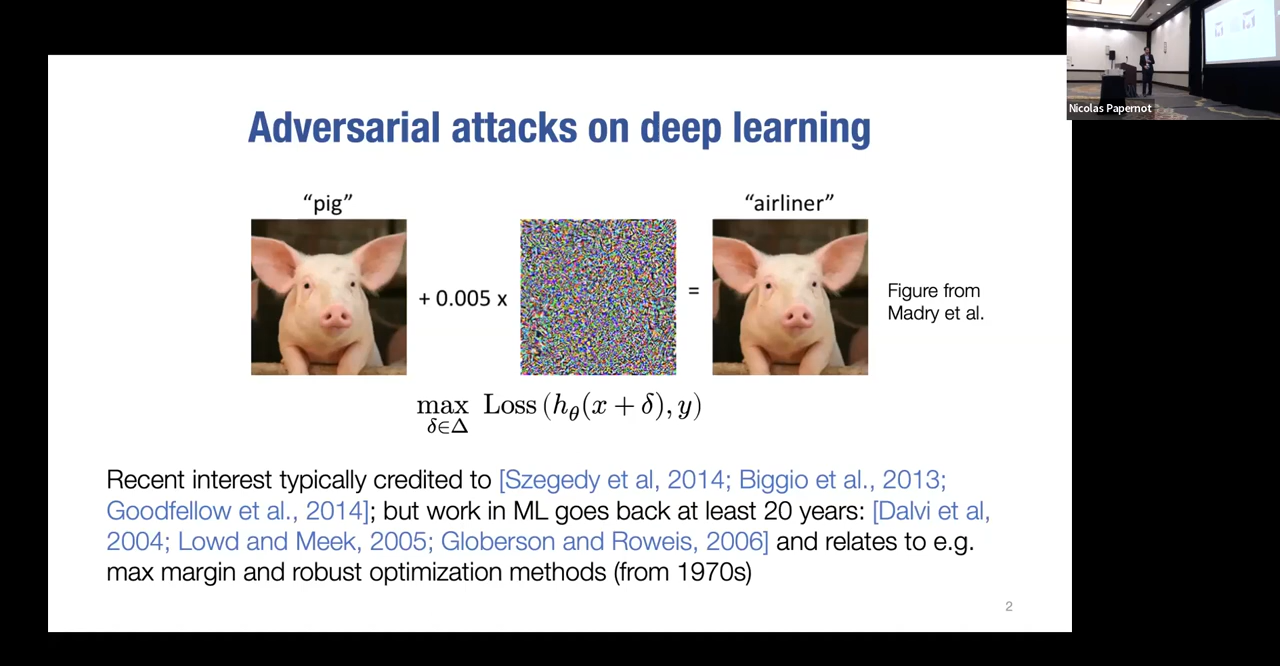 Adversarial attacks on deep learning
“pig”
“airliner”
+ 0.005 x
=
Figure from
Madry et al.
max Loss (hθ(x + δ), y)
δ∈Δ
Recent interest typically credited to [Szegedy et al, 2014; Biggio et al., 2013;
Goodfellow et al., 2014]; but work in ML goes back at least 20 years: [Dalvi et al,
2004; Lowd and Meek, 2005; Globerson and Roweis, 2006] and relates to e.g.
max margin and robust optimization methods (from 1970s)
2
Nicolas Papernot